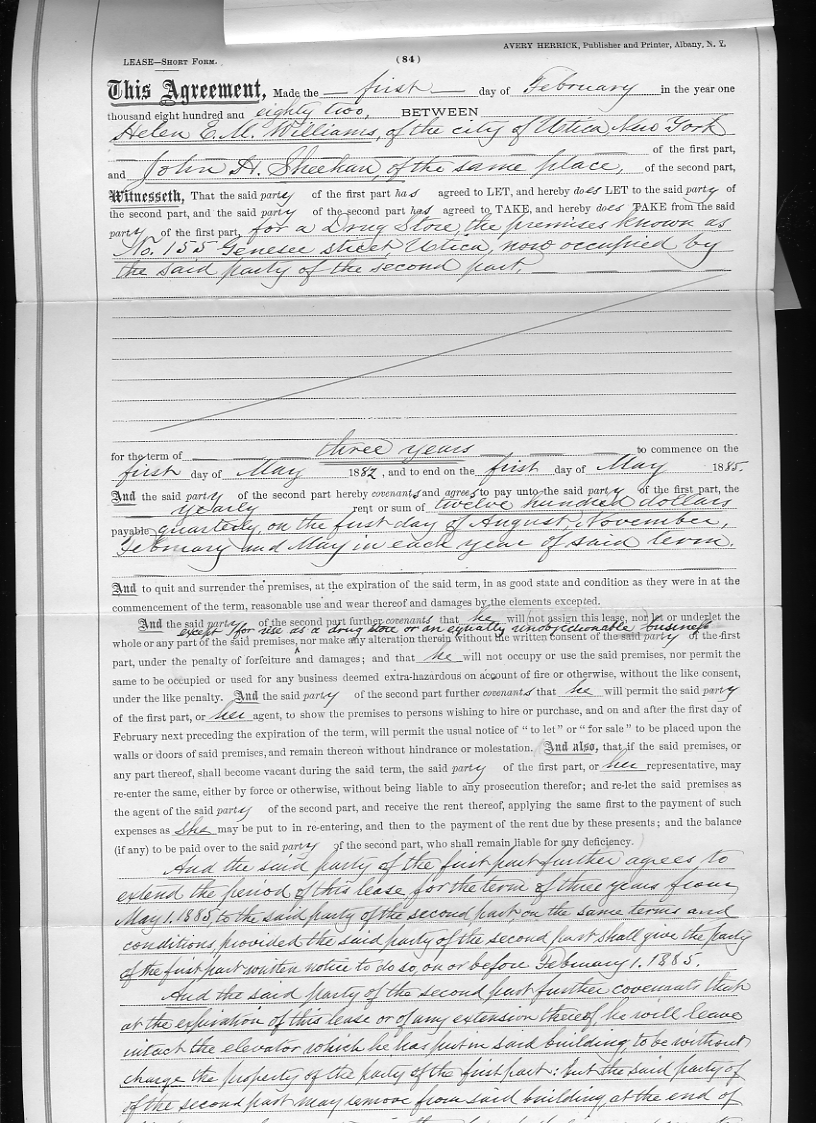 AVERY HERRICK, Publisher and Printer, Albany, N. Y.
LEASE—SHORT FORM. (84)
This Agreement, Made the — first — day of February in the year one
thousand eight hundred and eighty two, BETWEEN
Helen E. M. Williams, of the city of Utica New York
of the first part,
and John H. Sheehan, of the same place, of the second part,
Witnesseth, That the said party of the first part has agreed to LET, and hereby does LET to the said party of
the second part, and the said party of the second part has agreed to TAKE, and hereby does TAKE from the said
party of the first part, for a Drug Store, the premises known as
No. 155 Genesee street, Utica, now occupied by
the said party of the second part.
for the term of three years to commence on the
first day of May 1882, and to end on the first day of May 1885.
And the said party of the second part hereby covenants and agrees to pay unto the said party of the first part, the
yearly rent or sum of twelve hundred dollars
payable quarterly, on the first day of August, November,
February and May in each year of said term.
And to quit and surrender the premises, at the expiration of the said term, in as good state and condition as they were in at the
commencement of the term, reasonable use and wear thereof and damages by the elements excepted.
And the said party of the second part further covenants that he will not assign this lease, nor let or underlet the
except for use as a drug store or an equally unobjectionable business
whole or any part of the said premises, nor make any alteration therein without the written consent of the said party of the first
part, under the penalty of forfeiture and damages; and that he will not occupy or use the said premises, nor permit the
same to be occupied or used for any business deemed extra-hazardous on account of fire or otherwise, without the like consent,
under the like penalty. And the said party of the second part further covenants that he will permit the said party
of the first part, or her agent, to show the premises to persons wishing to hire or purchase, and on and after the first day of
February next preceding the expiration of the term, will permit the usual notice of "to let" or "for sale" to be placed upon the
walls or doors of said premises, and remain thereon without hindrance or molestation. And also, that if the said premises, or
any part thereof, shall become vacant during the said term, the said party of the first part, or her representative, may
re-enter the same, either by force or otherwise, without being liable to any prosecution therefor; and re-let the said premises as
the agent of the said party of the second part, and receive the rent thereof, applying the same first to the payment of such
expenses as she may be put to in re-entering, and then to the payment of the rent due by these presents; and the balance
(if any) to be paid over to the said party of the second part, who shall remain liable for any deficiency.
And the said party of the first part further agrees to
extend the period of this lease for the term of three years from
May 1. 1885, to the said party of the second part, on the same terms and
conditions, provided the said party of the second part shall give the party
of the first part written notice to do so, on or before February 1. 1885.
And the said party of the second part further covenants that
at the expiration of this lease or of any extension thereof, he will leave
intact the elevator which he has put in said building, to be without
charge the property of the party of the first part: but the said party of
of the second part may remove from said building, at the end of